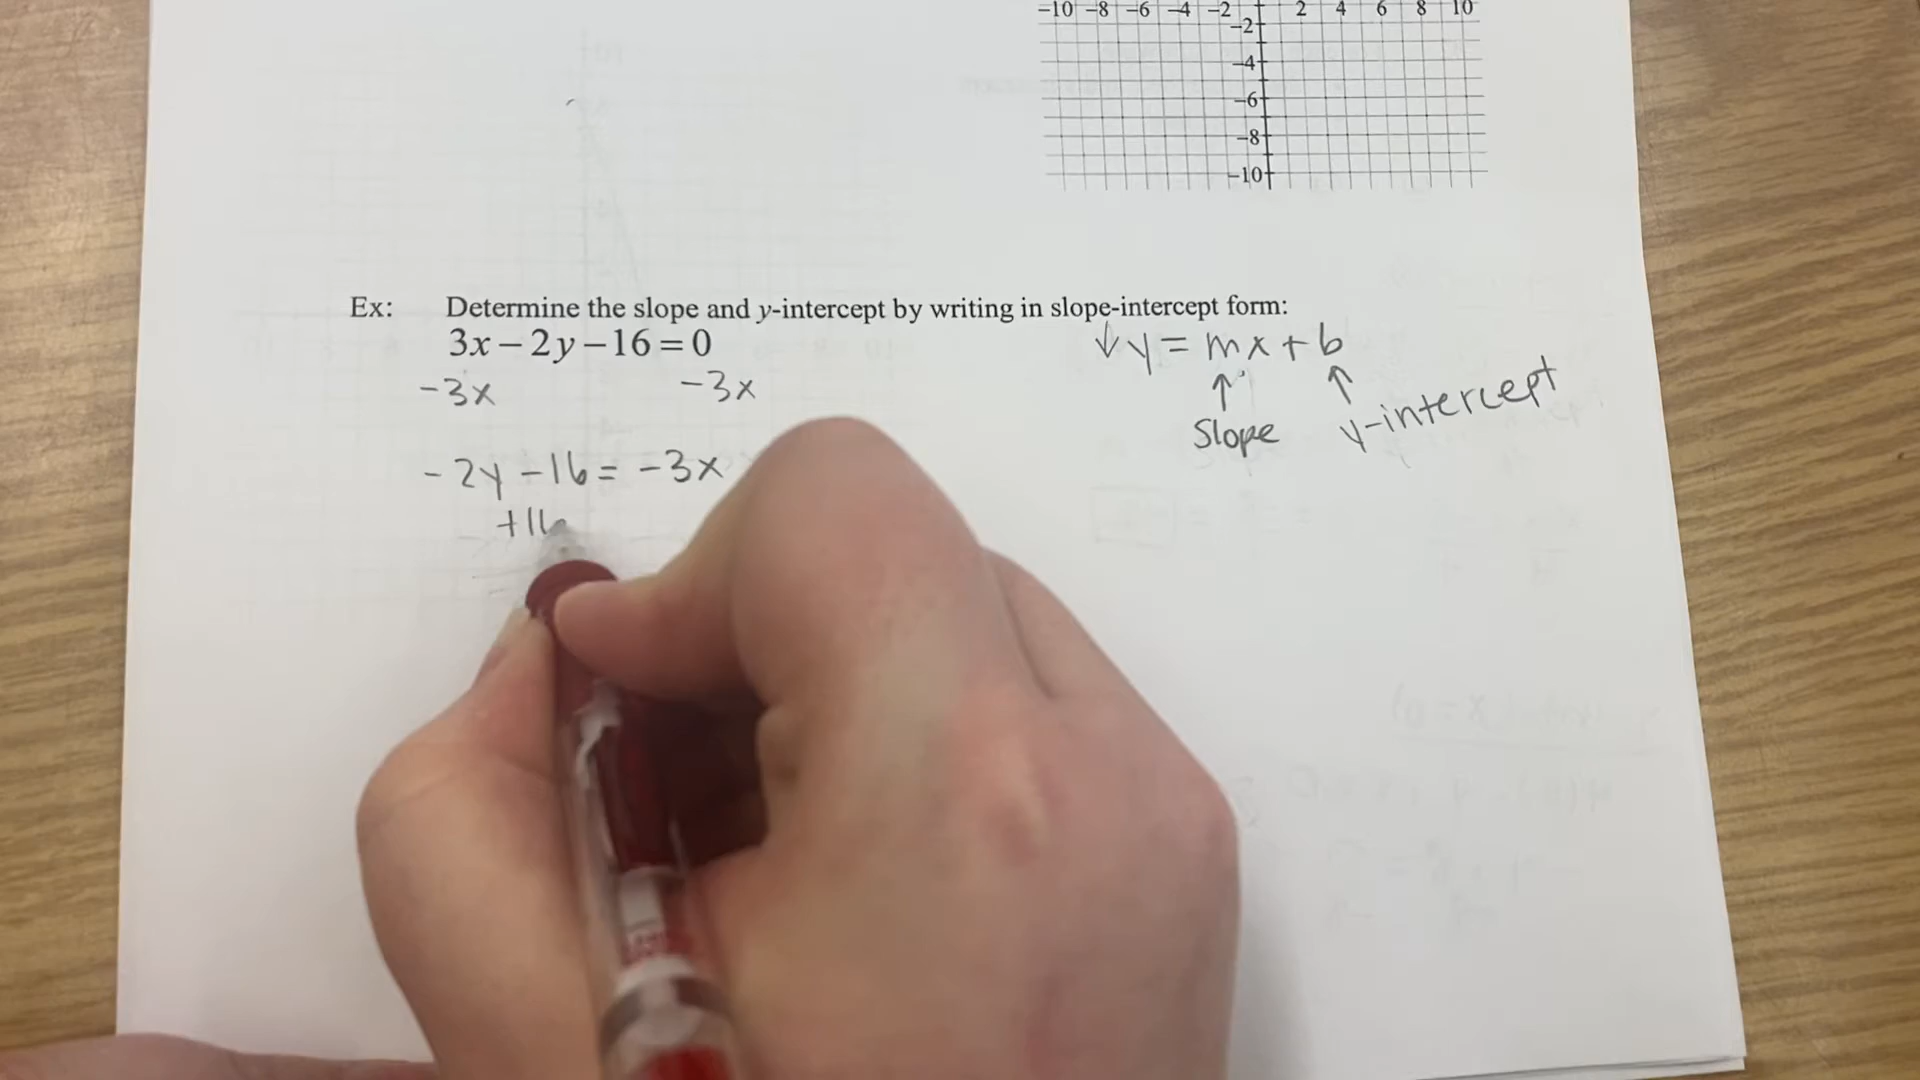 −10 −8 −6 −4 −2 2 4 6 8 10
−2
−4
−6
−8
−10
Ex: Determine the slope and y-intercept by writing in slope-intercept form:
3x − 2y − 16 = 0
↓ y = mx + b
-3x -3x
↑ ↑
Slope y-intercept
-2y -16 = -3x
+16